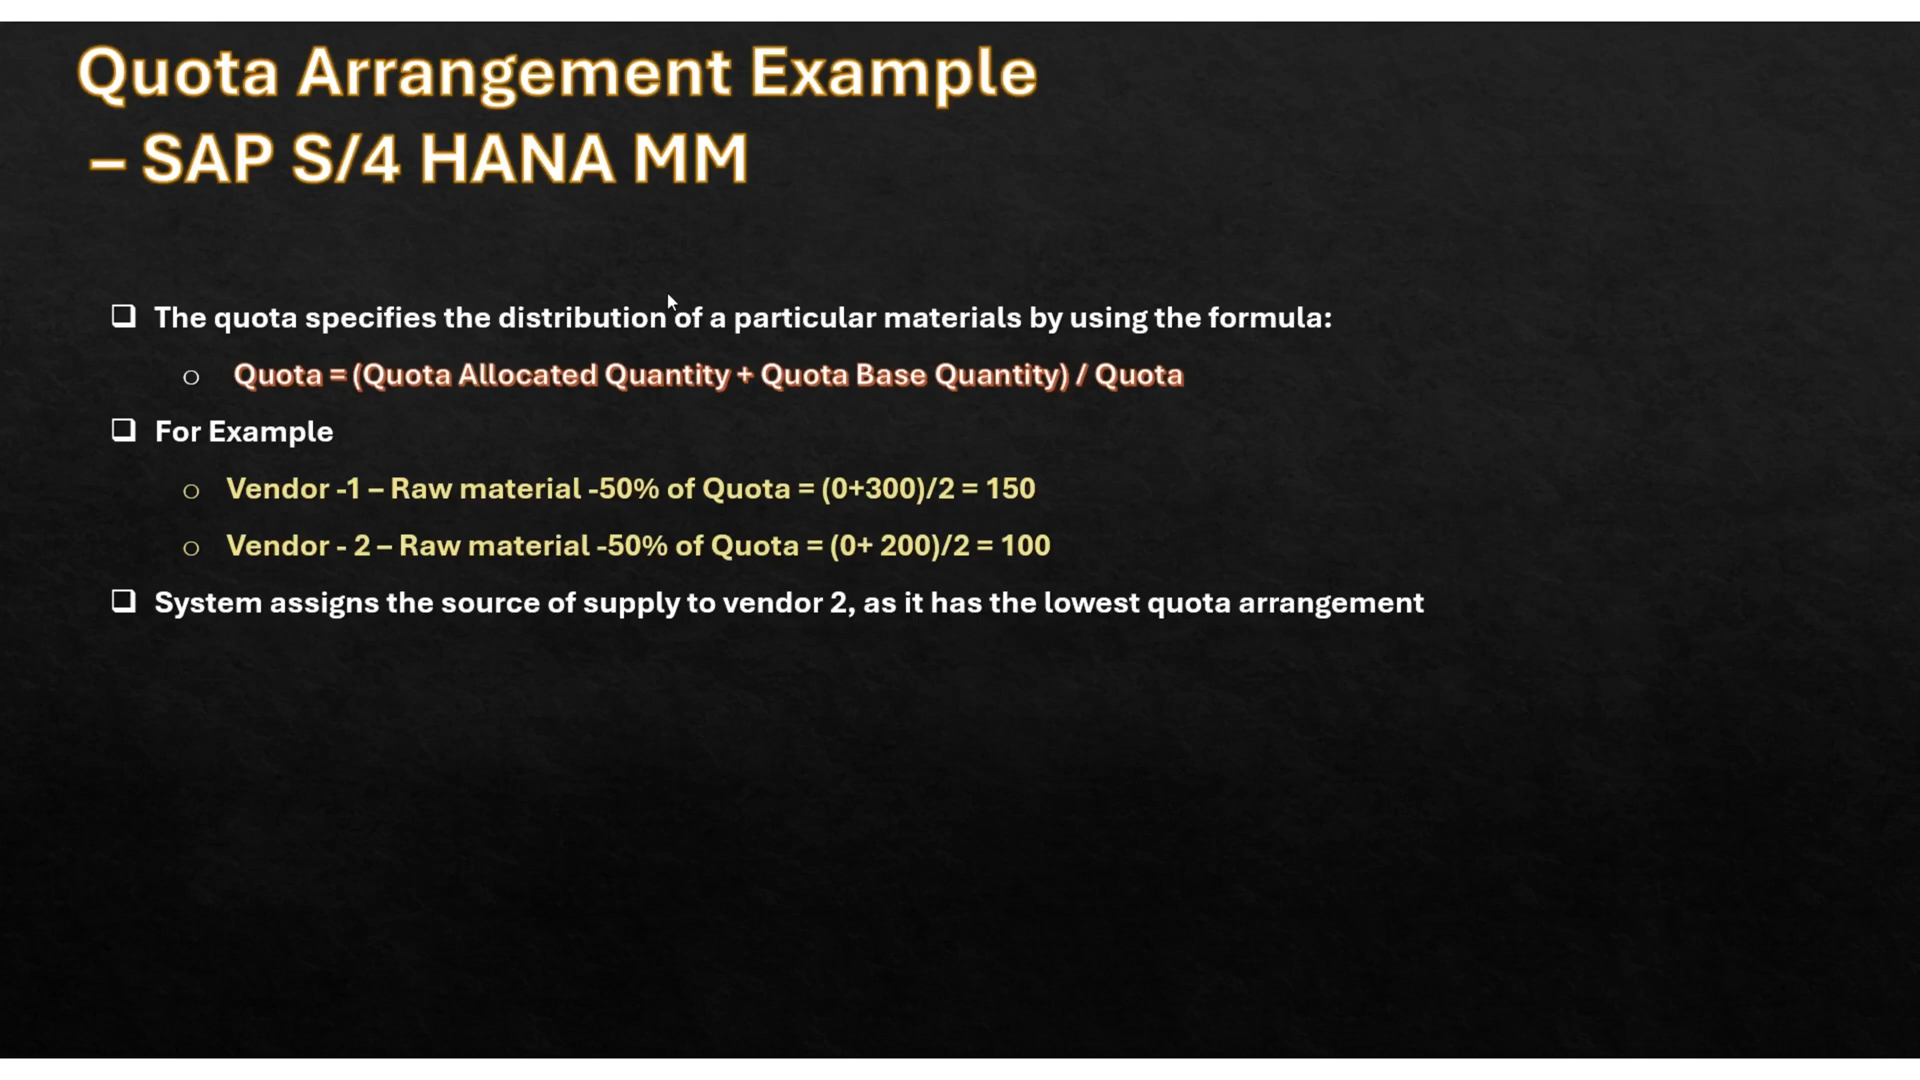 Quota Arrangement Example
– SAP S/4 HANA MM
The quota specifies the distribution of a particular materials by using the formula:
Quota = (Quota Allocated Quantity + Quota Base Quantity) / Quota
For Example
Vendor -1 – Raw material -50% of Quota = (0+300)/2 = 150
Vendor - 2 – Raw material -50% of Quota = (0+ 200)/2 = 100
System assigns the source of supply to vendor 2, as it has the lowest quota arrangement